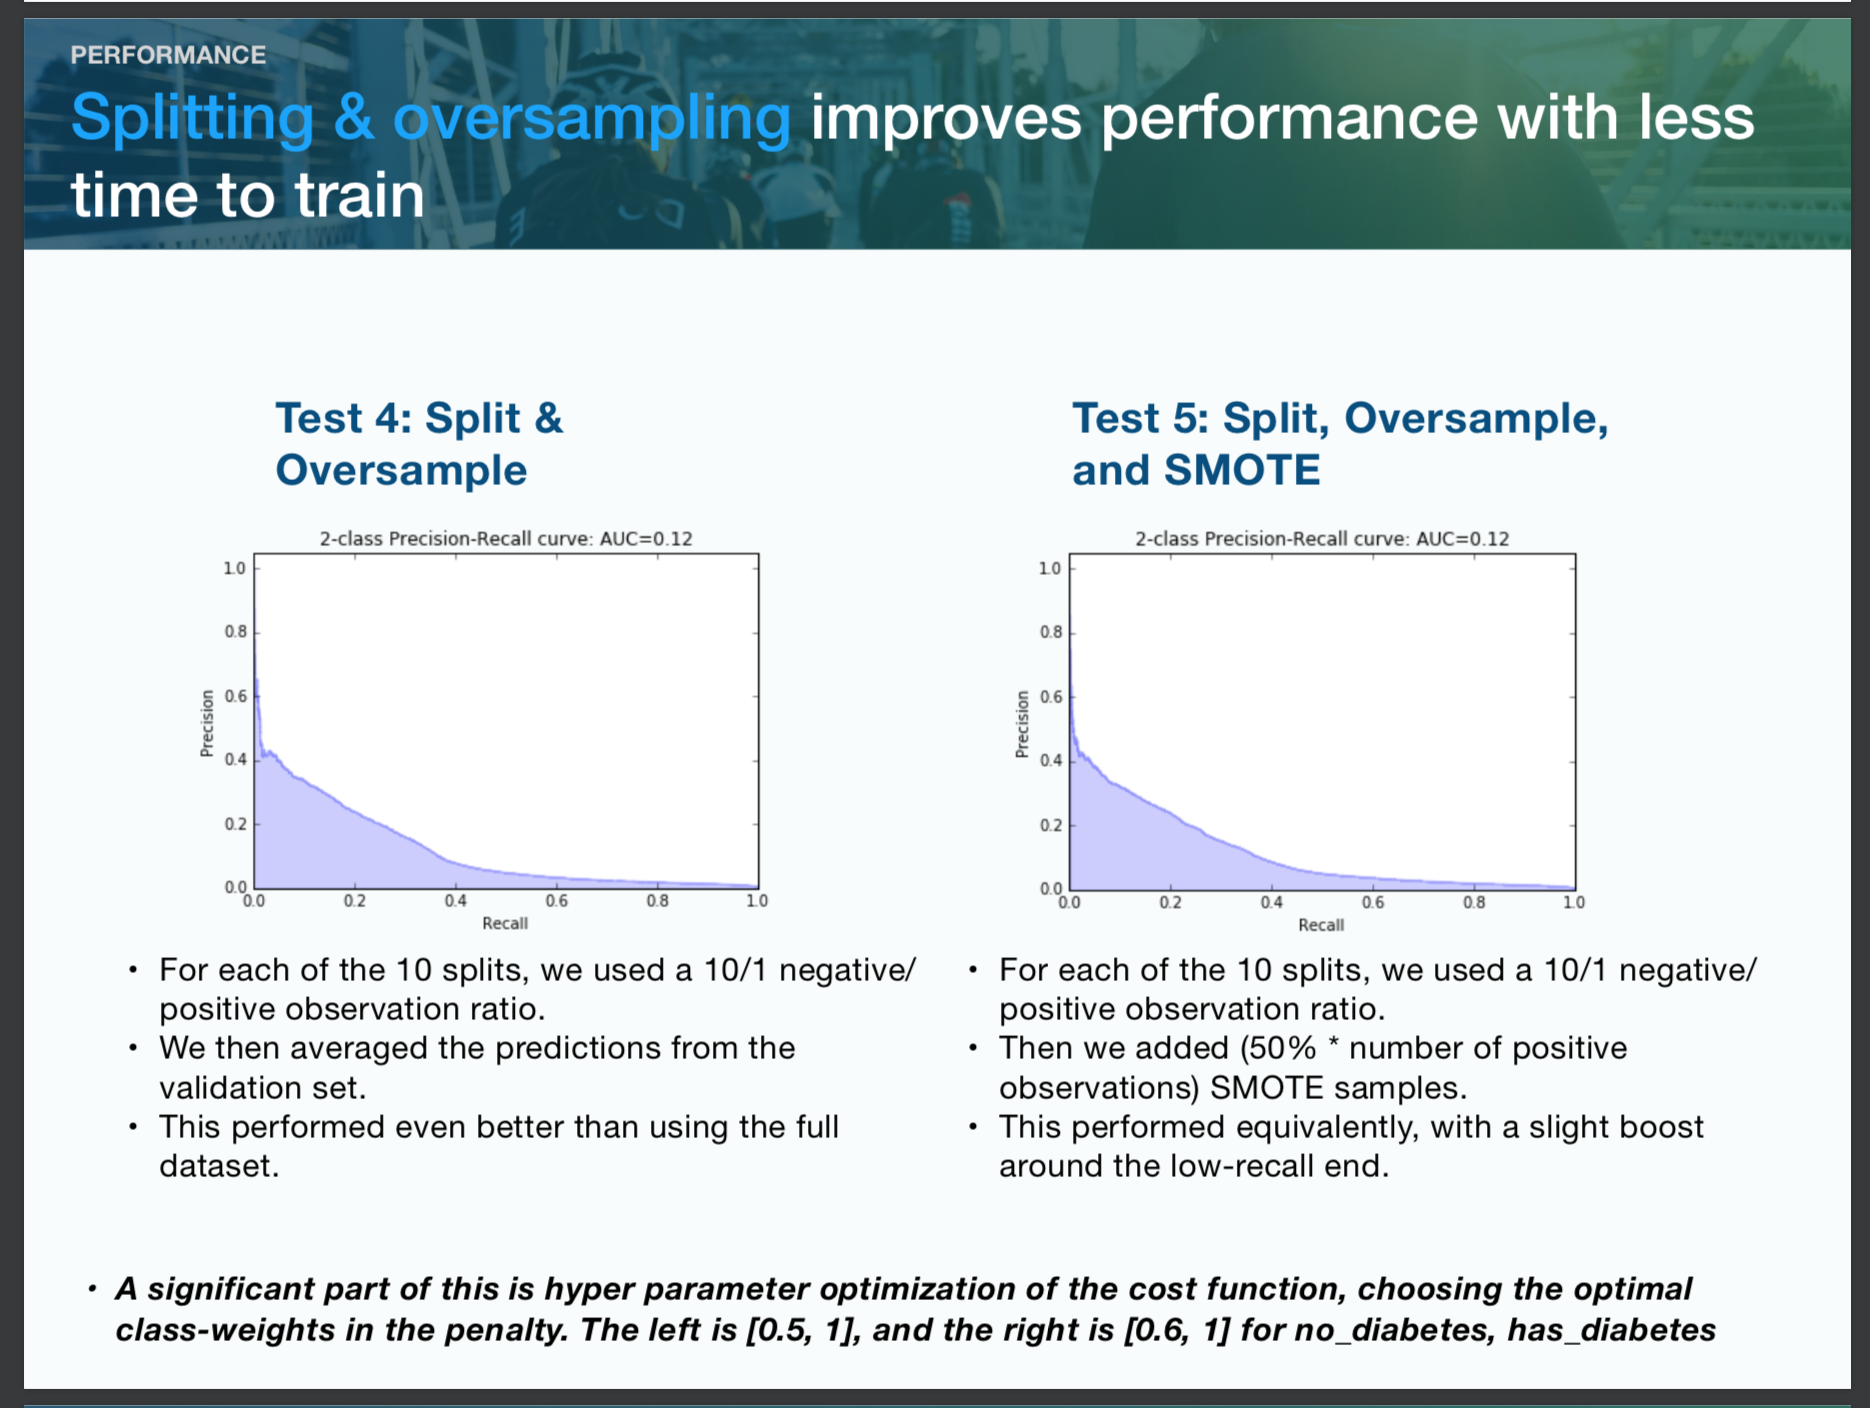 PERFORMANCE
Splitting & oversampling improves performance with less
time to train
Test 4: Split &
Oversample
2-class Precision-Recall curve: AUC=0.12
1.0
0.8
0.6
0.4
0.2
0.0
Precision
0.0 0.2 0.4 0.6 0.8 1.0
Recall
• For each of the 10 splits, we used a 10/1 negative/
positive observation ratio.
• We then averaged the predictions from the
validation set.
• This performed even better than using the full
dataset.
Test 5: Split, Oversample,
and SMOTE
2-class Precision-Recall curve: AUC=0.12
1.0
0.8
0.6
0.4
0.2
0.0
Precision
0.0 0.2 0.4 0.6 0.8 1.0
Recall
• For each of the 10 splits, we used a 10/1 negative/
positive observation ratio.
• Then we added (50% * number of positive
observations) SMOTE samples.
• This performed equivalently, with a slight boost
around the low-recall end.
• A significant part of this is hyper parameter optimization of the cost function, choosing the optimal
class-weights in the penalty. The left is [0.5, 1], and the right is [0.6, 1] for no_diabetes, has_diabetes